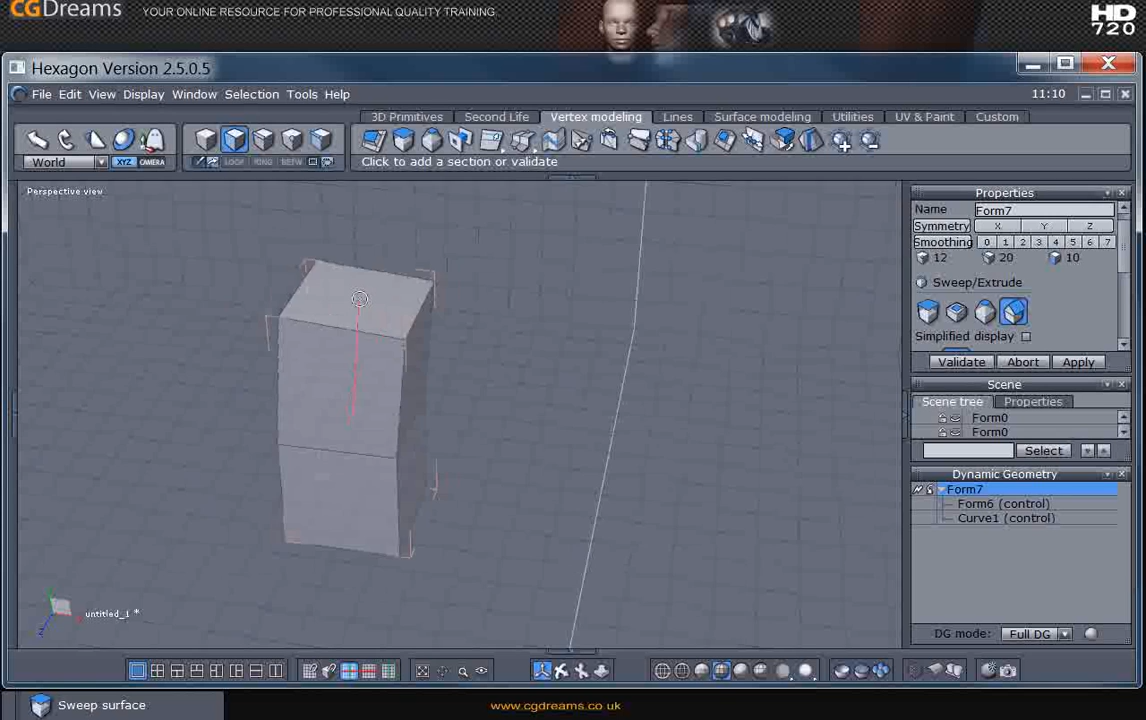 CGDreams YOUR ONLINE RESOURCE FOR PROFESSIONAL QUALITY TRAINING.
HD
720
Hexagon Version 2.5.0.5
File Edit View Display Window Selection Tools Help 11:10
3D Primitives Second Life Vertex modeling Lines Surface modeling Utilities UV & Paint Custom
World XYZ CAMERA LOOP RING Click to add a section or validate
Perspective view
Properties
Name Form7
Symmetry X Y Z
Smoothing 0 1 2 3 4 5 6 7
12 20 10
Sweep/Extrude
Simplified display
Validate Abort Apply
Scene
Scene tree Properties
Form0
Form0
Select
Dynamic Geometry
Form7
Form6 (control)
Curve1 (control)
untitled_1 *
DG mode: Full DG
Sweep surface
www.cgdreams.co.uk